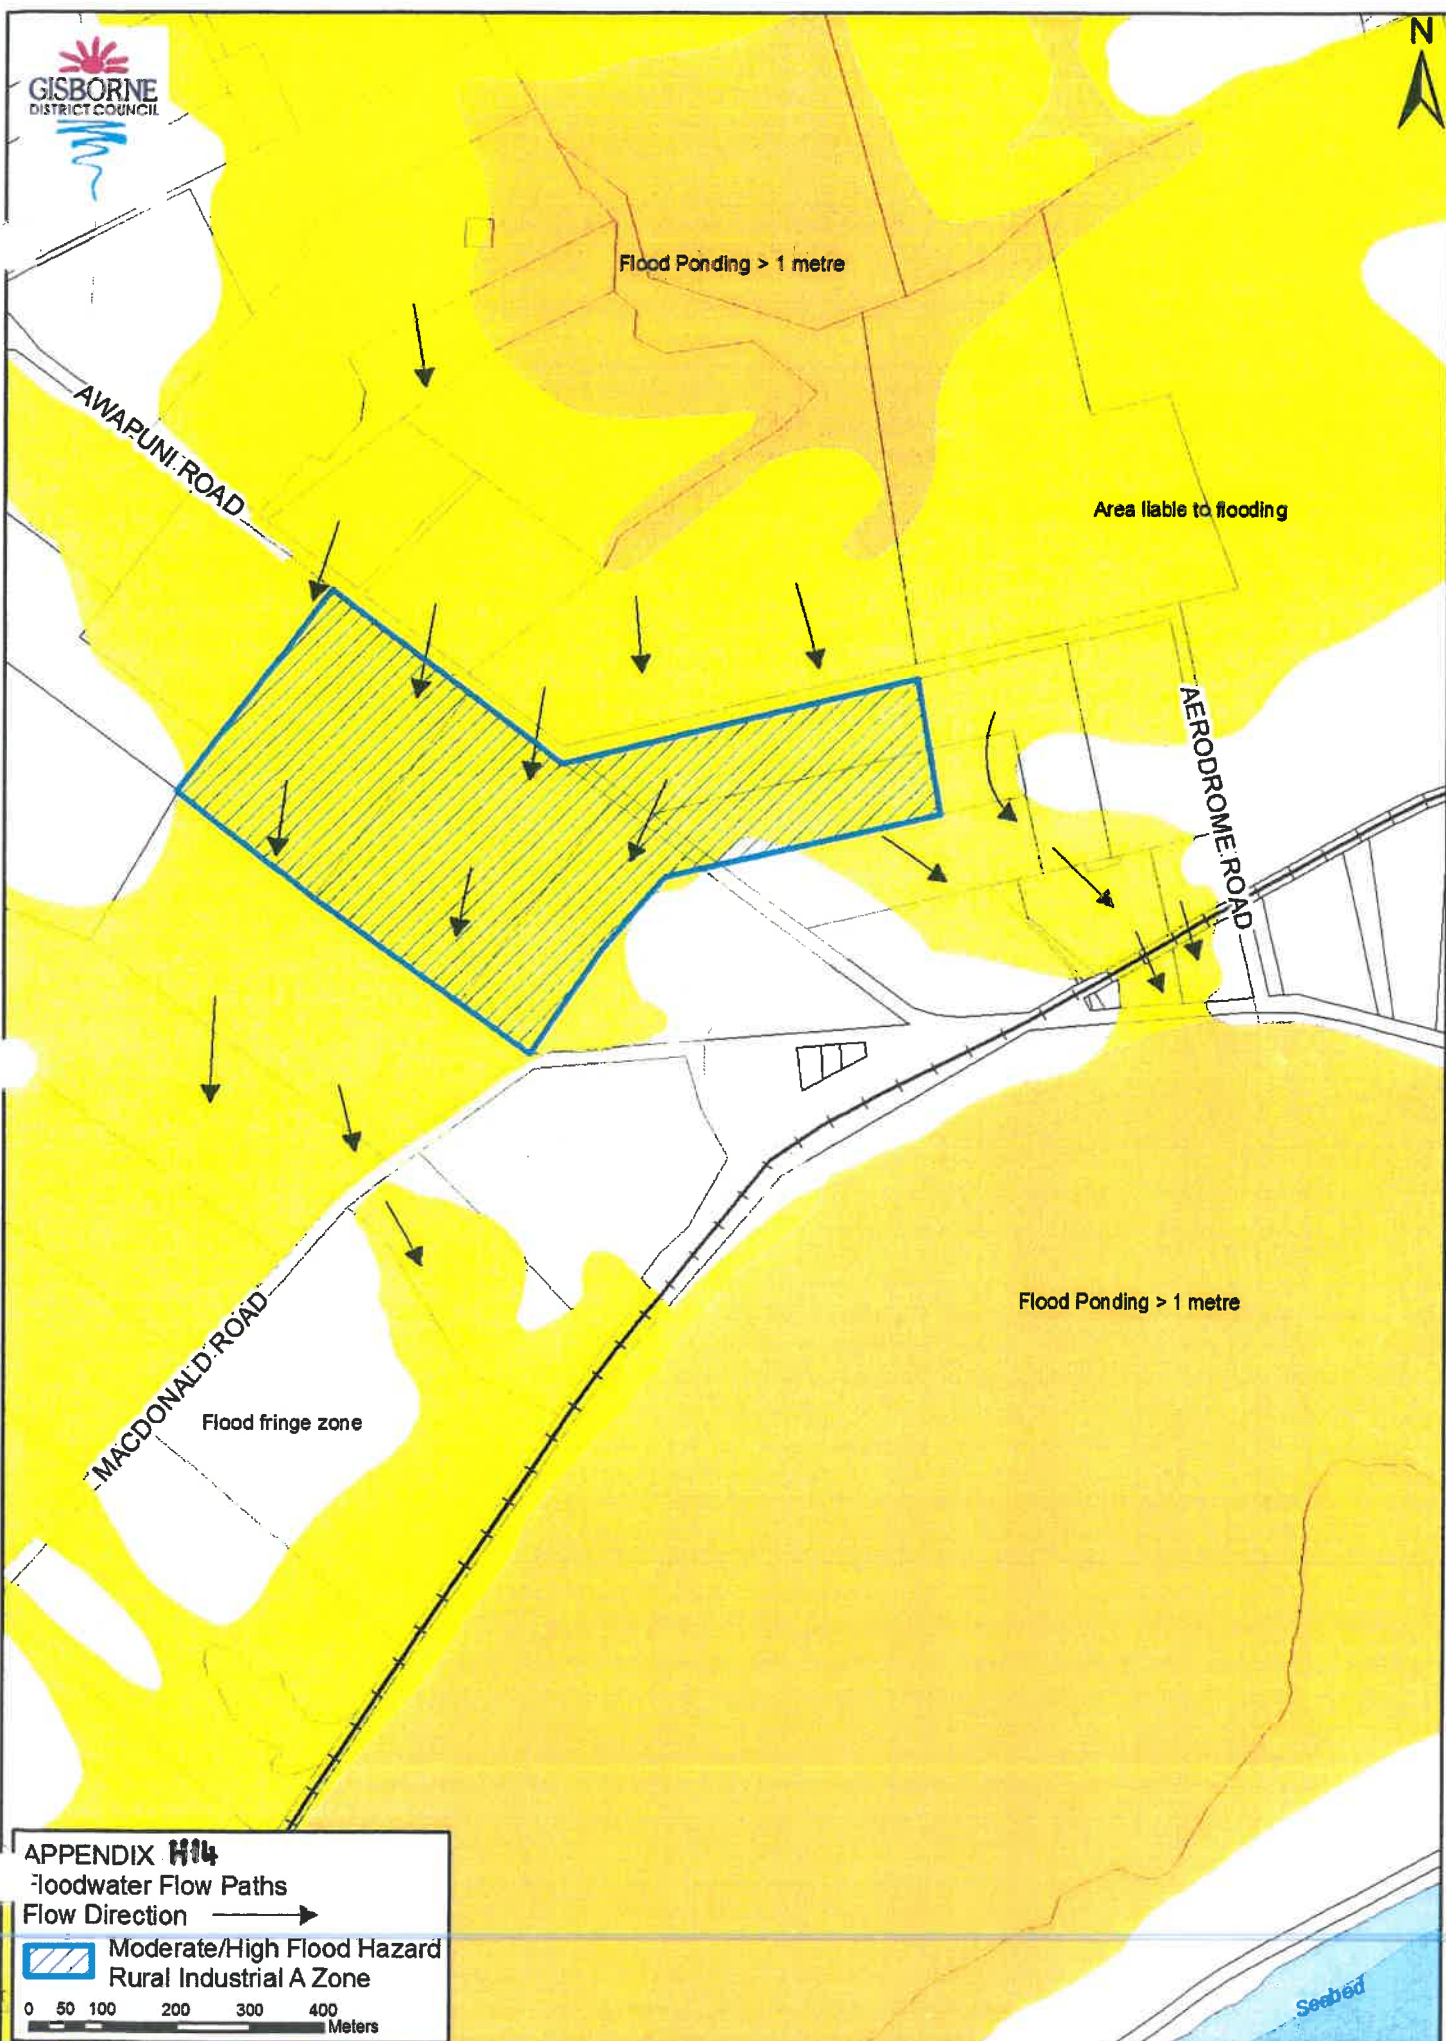 GISBORNE
DISTRICT COUNCIL
N
Flood Ponding > 1 metre
AWAPUNI ROAD
Area liable to flooding
AERODROME ROAD
Flood Ponding > 1 metre
MACDONALD ROAD
Flood fringe zone
APPENDIX H14
Floodwater Flow Paths
Flow Direction
Moderate/High Flood Hazard
Rural Industrial A Zone
0 50 100 200 300 400
Meters
Seabed